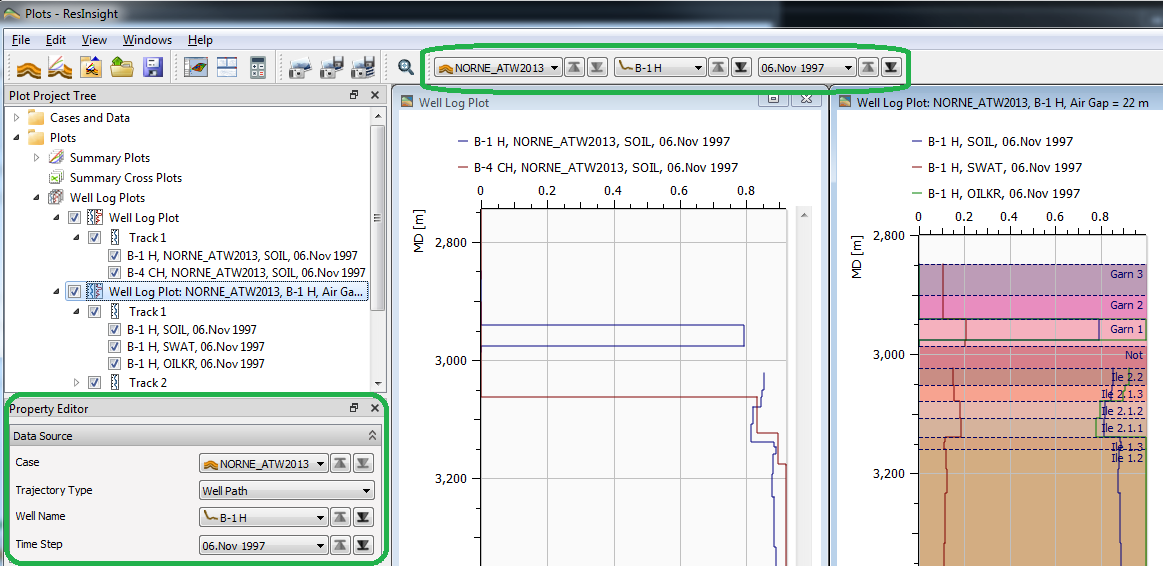 Plots - ResInsight
File Edit View Windows Help
NORNE_ATW2013 B-1 H 06.Nov 1997
Plot Project Tree
Cases and Data
Plots
Summary Plots
Summary Cross Plots
Well Log Plots
Well Log Plot
Track 1
B-1 H, NORNE_ATW2013, SOIL, 06.Nov 1997
B-4 CH, NORNE_ATW2013, SOIL, 06.Nov 1997
Well Log Plot: NORNE_ATW2013, B-1 H, Air Ga...
Track 1
B-1 H, SOIL, 06.Nov 1997
B-1 H, SWAT, 06.Nov 1997
B-1 H, OILKR, 06.Nov 1997
Track 2
Property Editor
Data Source
Case NORNE_ATW2013
Trajectory Type Well Path
Well Name B-1 H
Time Step 06.Nov 1997
Well Log Plot
B-1 H, NORNE_ATW2013, SOIL, 06.Nov 1997
B-4 CH, NORNE_ATW2013, SOIL, 06.Nov 1997
0 0.2 0.4 0.6 0.8
MD [m]
2,800
3,000
3,200
Well Log Plot: NORNE_ATW2013, B-1 H, Air Gap = 22 m
B-1 H, SOIL, 06.Nov 1997
B-1 H, SWAT, 06.Nov 1997
B-1 H, OILKR, 06.Nov 1997
0 0.2 0.4 0.6 0.8
MD [m]
2,800
Garn 3
Garn 2
Garn 1
3,000
Not
Ile 2.2
Ile 2.1.3
Ile 2.1.2
Ile 2.1.1
Ile 1.3
Ile 1.2
3,200